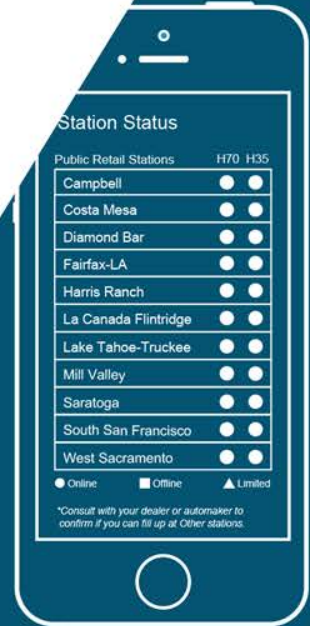 Station Status
Public Retail Stations H70 H35
Campbell
Costa Mesa
Diamond Bar
Fairfax-LA
Harris Ranch
La Canada Flintridge
Lake Tahoe-Truckee
Mill Valley
Saratoga
South San Francisco
West Sacramento
Online Offline Limited
*Consult with your dealer or automaker to
confirm if you can fill up at Other stations.